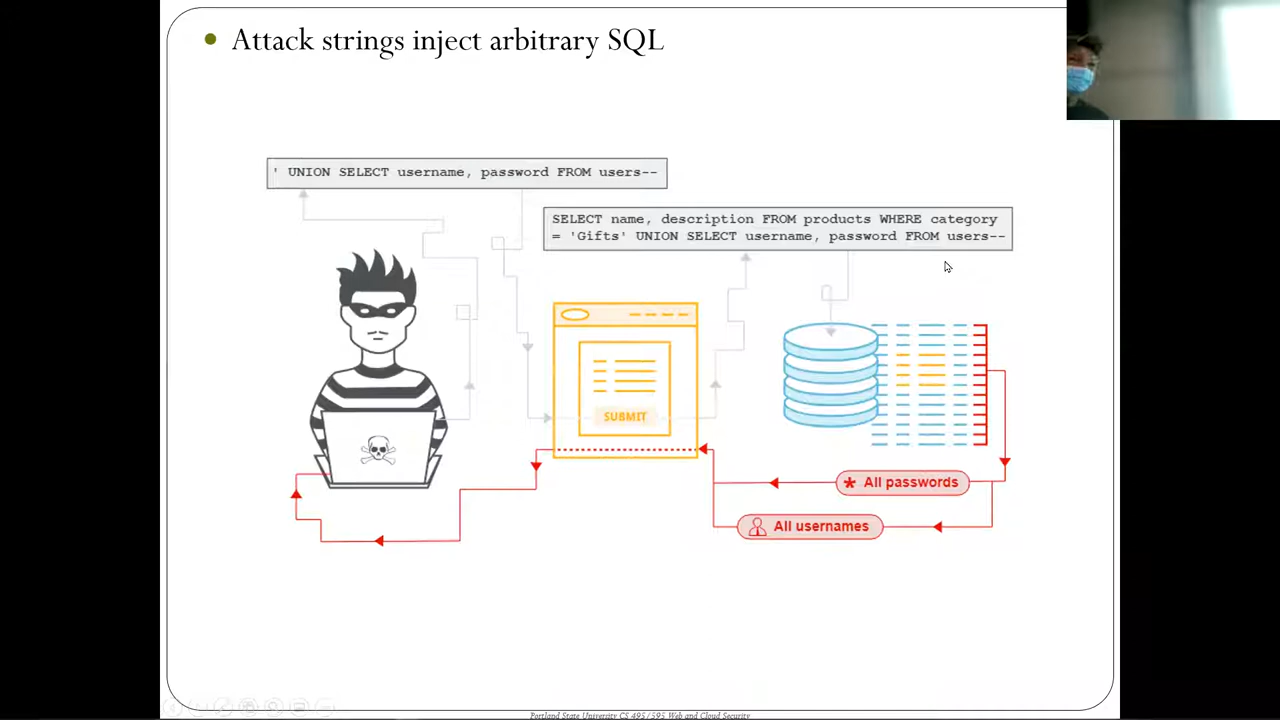 Attack strings inject arbitrary SQL
' UNION SELECT username, password FROM users--
SELECT name, description FROM products WHERE category
= 'Gifts' UNION SELECT username, password FROM users--
SUBMIT
* All passwords
All usernames
Portland State University CS 495/595 Web and Cloud Security